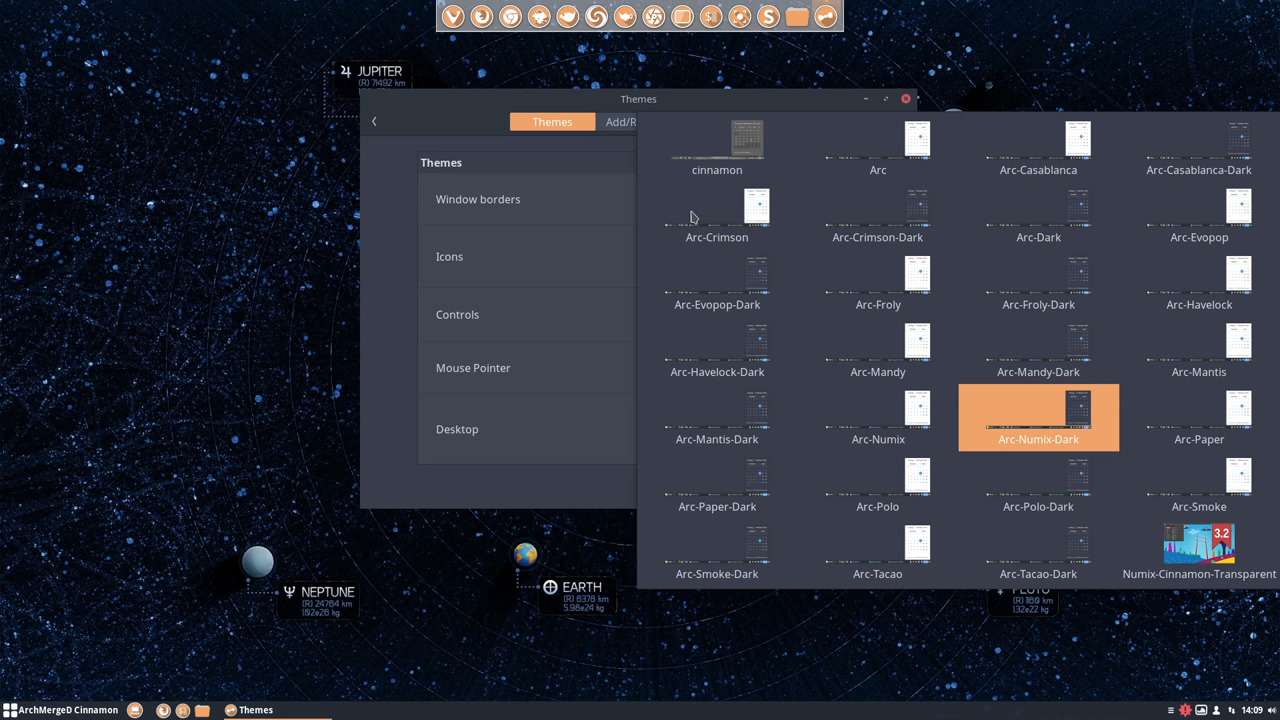 JUPITER
(R) 71492 km
Themes
Themes
Add/R
Themes
Window borders
Icons
Controls
Mouse Pointer
Desktop
cinnamon
Arc
Arc-Casablanca
Arc-Casablanca-Dark
Arc-Crimson
Arc-Crimson-Dark
Arc-Dark
Arc-Evopop
Arc-Evopop-Dark
Arc-Froly
Arc-Froly-Dark
Arc-Havelock
Arc-Havelock-Dark
Arc-Mandy
Arc-Mandy-Dark
Arc-Mantis
Arc-Mantis-Dark
Arc-Numix
Arc-Numix-Dark
Arc-Paper
Arc-Paper-Dark
Arc-Polo
Arc-Polo-Dark
Arc-Smoke
3.2
Arc-Smoke-Dark
Arc-Tacao
Arc-Tacao-Dark
Numix-Cinnamon-Transparent
NEPTUNE
(R) 24764 km
1.02e26 kg
EARTH
(R) 6378 km
5.98e24 kg
PLUTO
(R) 1160 km
1.32e22 kg
ArchMergeD Cinnamon
Themes
14:09